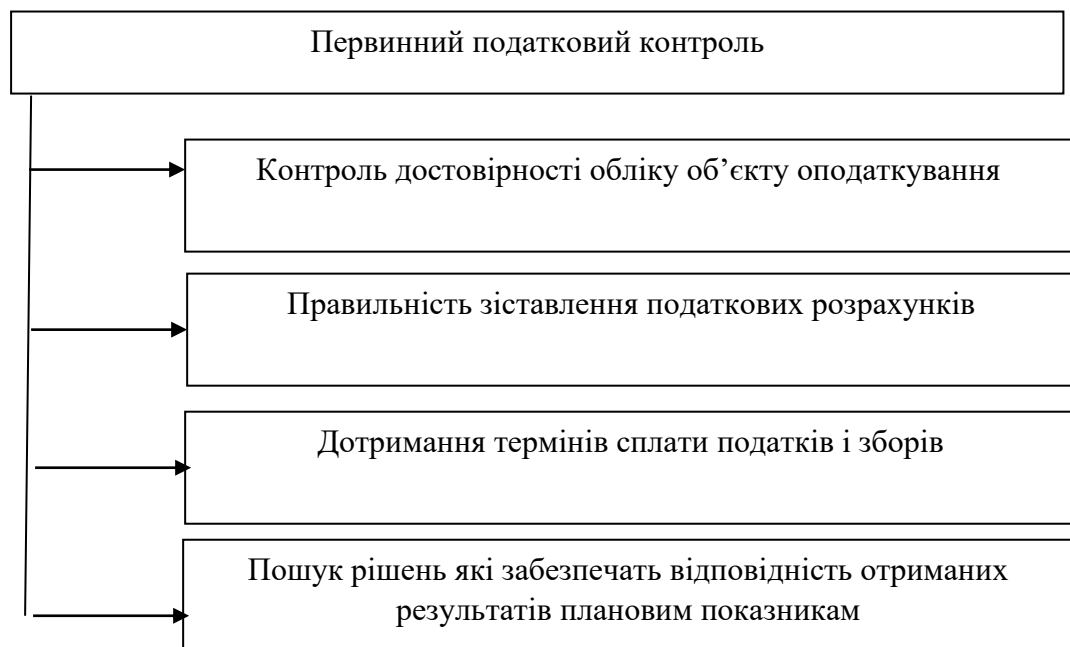 Первинний податковий контроль
Контроль достовірності обліку об’єкту оподаткування
Правильність зіставлення податкових розрахунків
Дотримання термінів сплати податків і зборів
Пошук рішень які забезпечать відповідність отриманих
результатів плановим показникам